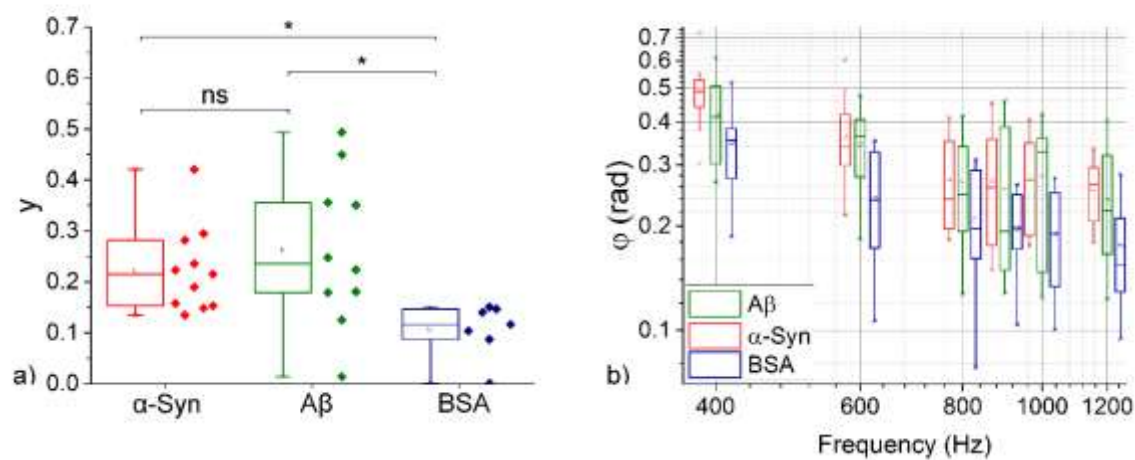 0.7
0.6
0.5
0.4
0.3
0.2
0.1
0.0
y
*
*
ns
a)
α-Syn
Aβ
BSA
0.7
0.6
0.5
0.4
0.3
0.2
0.1
φ (rad)
Aβ
α-Syn
BSA
b)
400
600
800
1000
1200
Frequency (Hz)